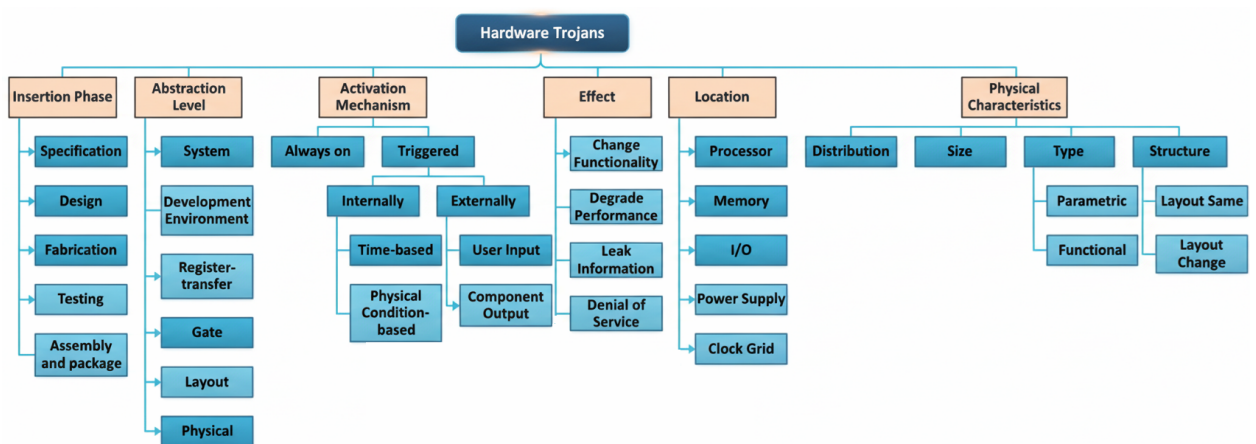 Hardware Trojans
Insertion Phase
Abstraction
Level
Activation
Mechanism
Effect
Location
Physical
Characteristics
Specification
Design
Fabrication
Testing
Assembly
and package
System
Development
Environment
Register-
transfer
Gate
Layout
Physical
Always on
Triggered
Internally
Externally
Time-based
Physical
Condition-
based
User Input
Component
Output
Change
Functionality
Degrade
Performance
Leak
Information
Denial of
Service
Processor
Memory
I/O
Power Supply
Clock Grid
Distribution
Size
Type
Structure
Parametric
Functional
Layout Same
Layout
Change